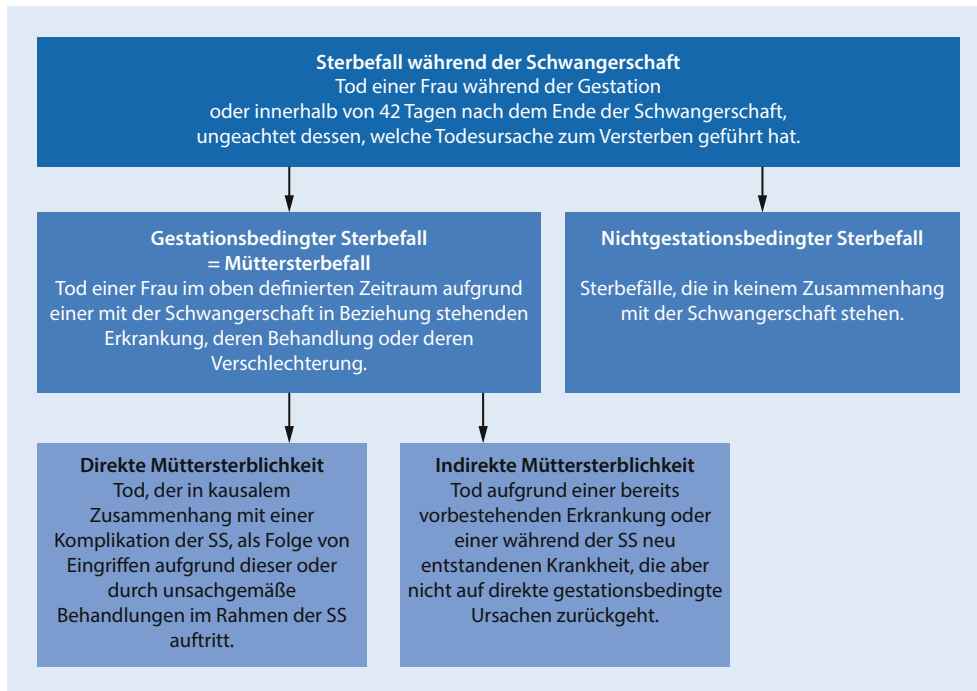 Sterbefall während der Schwangerschaft
Tod einer Frau während der Gestation
oder innerhalb von 42 Tagen nach dem Ende der Schwangerschaft,
ungeachtet dessen, welche Todesursache zum Versterben geführt hat.
Gestationsbedingter Sterbefall
= Müttersterbefall
Tod einer Frau im oben definierten Zeitraum aufgrund
einer mit der Schwangerschaft in Beziehung stehenden
Erkrankung, deren Behandlung oder deren
Verschlechterung.
Nichtgestationsbedingter Sterbefall
Sterbefälle, die in keinem Zusammenhang
mit der Schwangerschaft stehen.
Direkte Müttersterblichkeit
Tod, der in kausalem
Zusammenhang mit einer
Komplikation der SS, als Folge von
Eingriffen aufgrund dieser oder
durch unsachgemäße
Behandlungen im Rahmen der SS
auftritt.
Indirekte Müttersterblichkeit
Tod aufgrund einer bereits
vorbestehenden Erkrankung oder
einer während der SS neu
entstandenen Krankheit, die aber
nicht auf direkte gestationsbedingte
Ursachen zurückgeht.